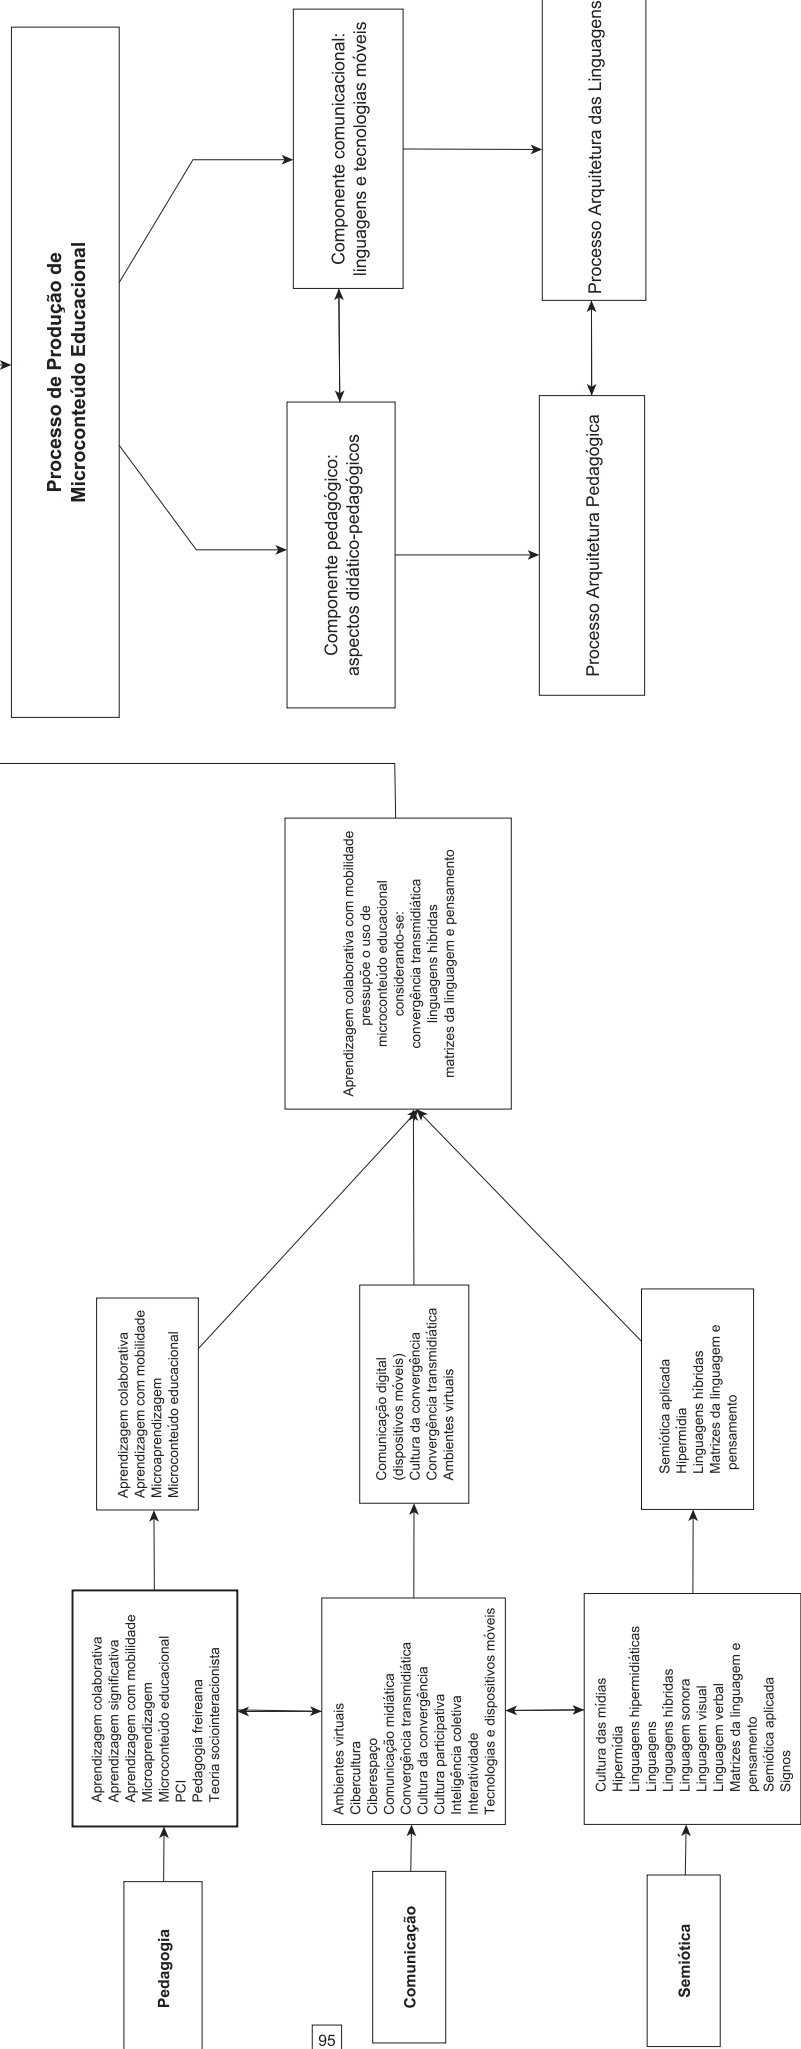 Pedagogia
Aprendizagem colaborativa
Aprendizagem significativa
Aprendizagem com mobilidade
Microaprendizagem
Microconteúdo educacional
PCI
Pedagogia freireana
Teoria sociointeracionista
Aprendizagem colaborativa
Aprendizagem com mobilidade
Microaprendizagem
Microconteúdo educacional
Comunicação
Ambientes virtuais
Cibercultura
Ciberespaço
Comunicação midiática
Convergência transmidiática
Cultura da convergência
Cultura participativa
Inteligência coletiva
Interatividade
Tecnologias e dispositivos móveis
Comunicação digital
(dispositivos móveis)
Cultura da convergência
Convergência transmidiática
Ambientes virtuais
Semiótica
Cultura das mídias
Hipermídia
Linguagens hipermidiáticas
Linguagens
Linguagens híbridas
Linguagem sonora
Linguagem visual
Linguagem verbal
Matrizes da linguagem e
pensamento
Semiótica aplicada
Signos
Semiótica aplicada
Hipermídia
Linguagens híbridas
Matrizes da linguagem e
pensamento
Aprendizagem colaborativa com mobilidade
pressupõe o uso de
microconteúdo educacional
considerando-se:
convergência transmidiática
linguagens híbridas
matrizes da linguagem e pensamento
Processo de Produção de
Microconteúdo Educacional
Componente pedagógico:
aspectos didático-pedagógicos
Componente comunicacional:
linguagens e tecnologias móveis
Processo Arquitetura Pedagógica
Processo Arquitetura das Linguagens
95